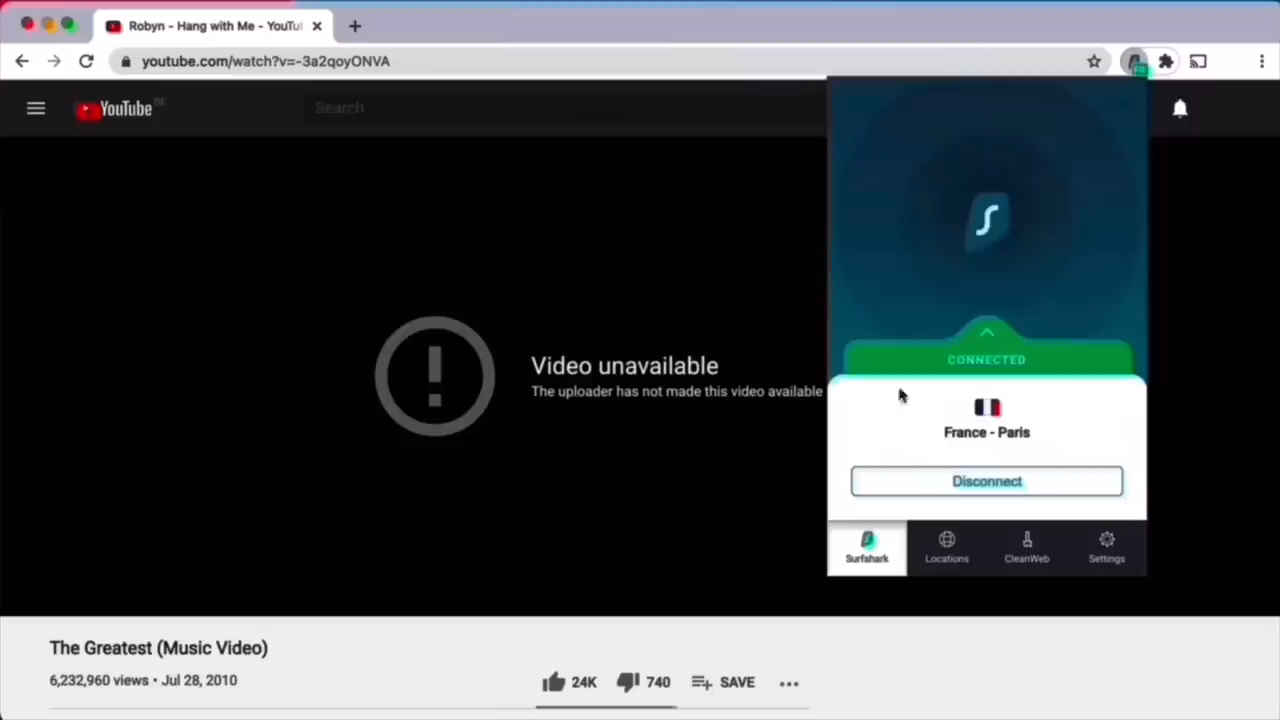 Robyn - Hang with Me - YouTu
youtube.com/watch?v=-3a2qoyONVA
FR
YouTube DE
Search
Video unavailable
The uploader has not made this video available
CONNECTED
France - Paris
Disconnect
Surfshark
Locations
CleanWeb
Settings
The Greatest (Music Video)
6,232,960 views • Jul 28, 2010
24K
740
SAVE